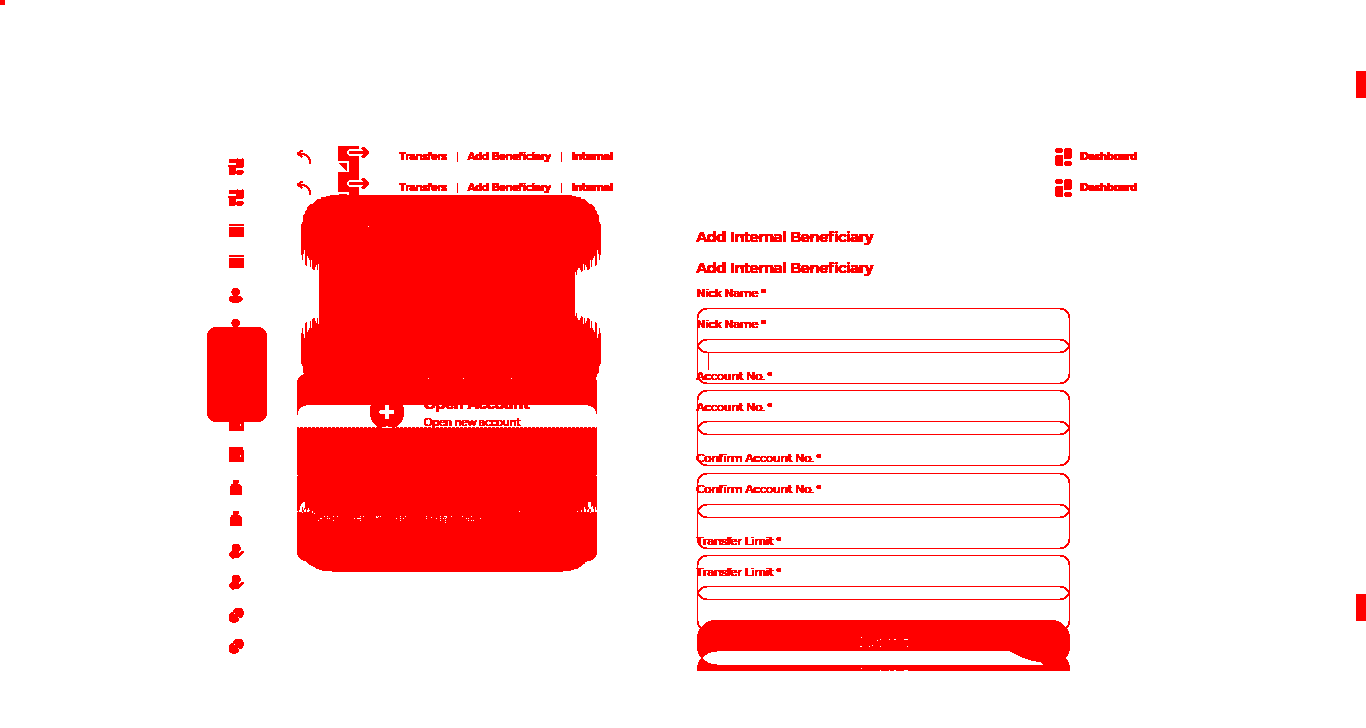 Transfers | Add Beneficiary | Internal
Dashboard
Transfers | Add Beneficiary | Internal
Dashboard
Add Internal Beneficiary
Add Internal Beneficiary
Nick Name *
Nick Name *
Account No. *
Open Account
Account No. *
Open new account
Confirm Account No. *
Confirm Account No. *
Transfer Limit *
Transfer Limit *